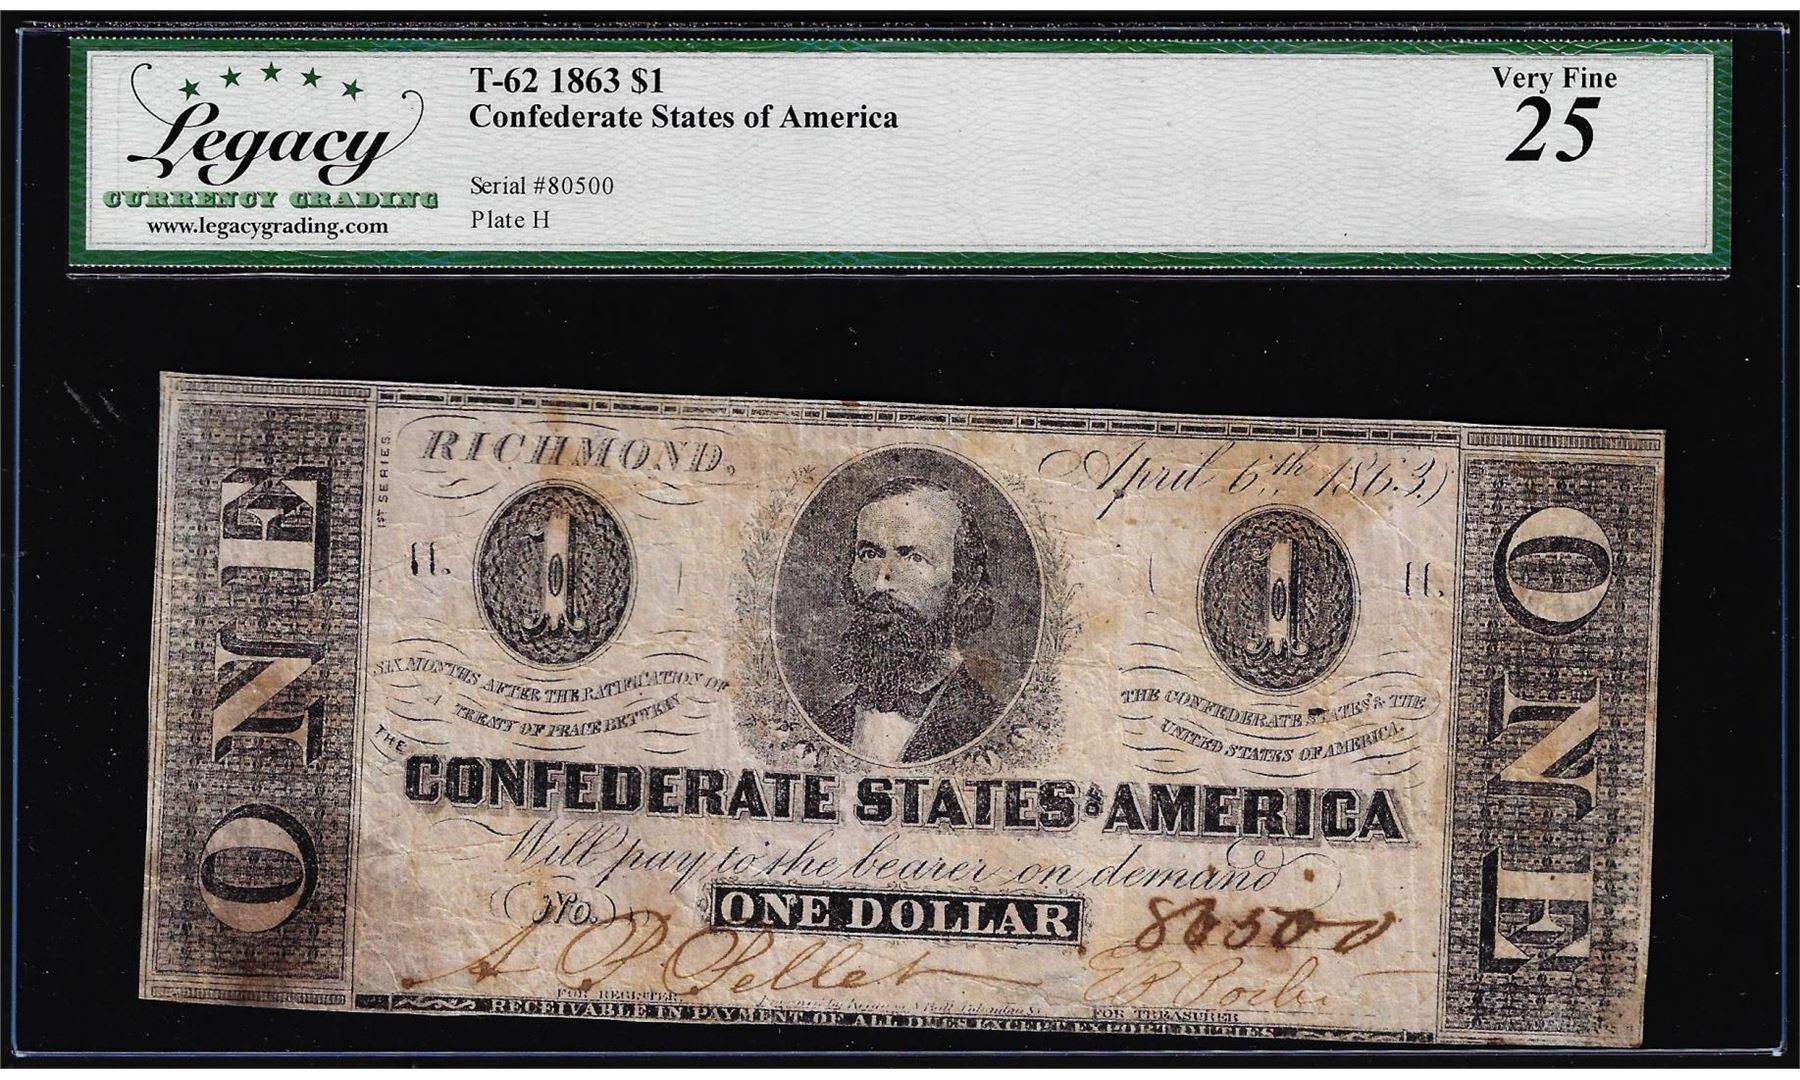 Legacy
CURRENCY GRADING
www.legacygrading.com
T-62 1863 $1
Confederate States of America
Serial #80500
Plate H
Very Fine
25
RICHMOND,
April 6th, 1863.
1ST SERIES.
ONE
H.
1
1
H.
ONE
SIX MONTHS AFTER THE RATIFICATION OF
A TREATY OF PEACE BETWEEN
THE CONFEDERATE STATES & THE
UNITED STATES OF AMERICA.
THE
CONFEDERATE STATES OF AMERICA
Will pay to the bearer on demand
No.
ONE DOLLAR
80500
FOR REGISTER.
FOR TREASURER
RECEIVABLE IN PAYMENT OF ALL DUES EXCEPT EXPORT DUTIES